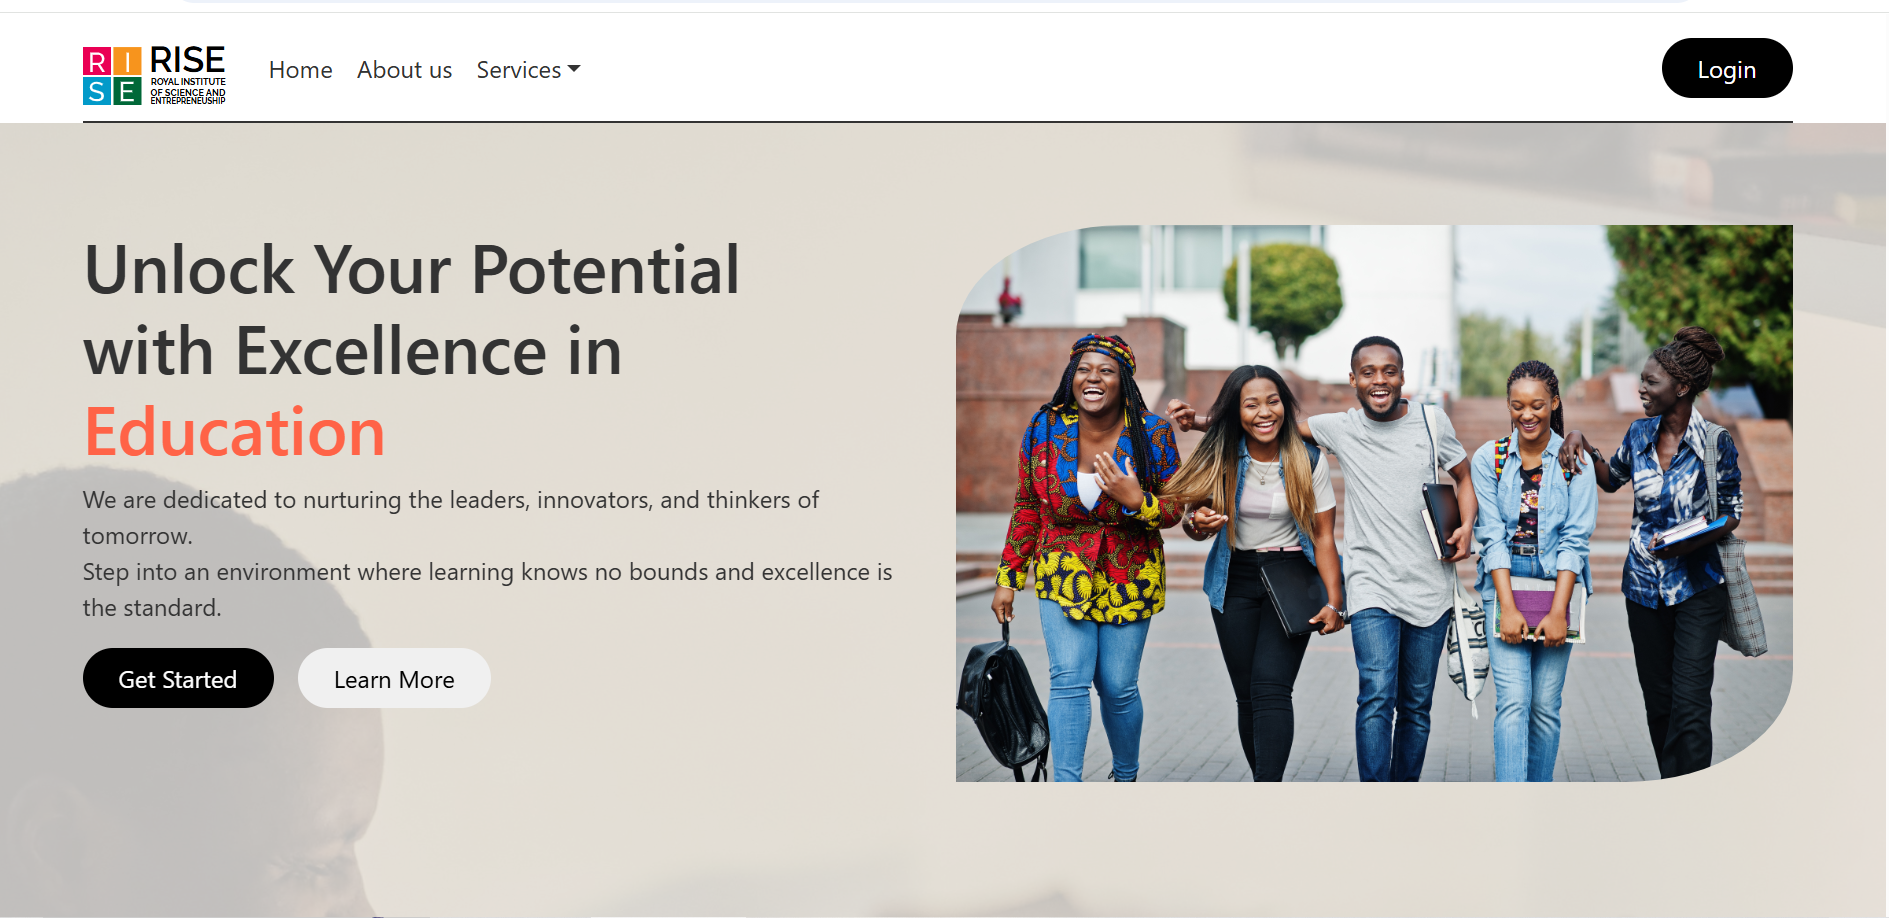 R I
S E
RISE
ROYAL INSTITUTE
OF SCIENCE AND
ENTREPRENEUSHIP
Home
About us
Services
Login
Unlock Your Potential
with Excellence in
Education
We are dedicated to nurturing the leaders, innovators, and thinkers of
tomorrow.
Step into an environment where learning knows no bounds and excellence is
the standard.
Get Started
Learn More